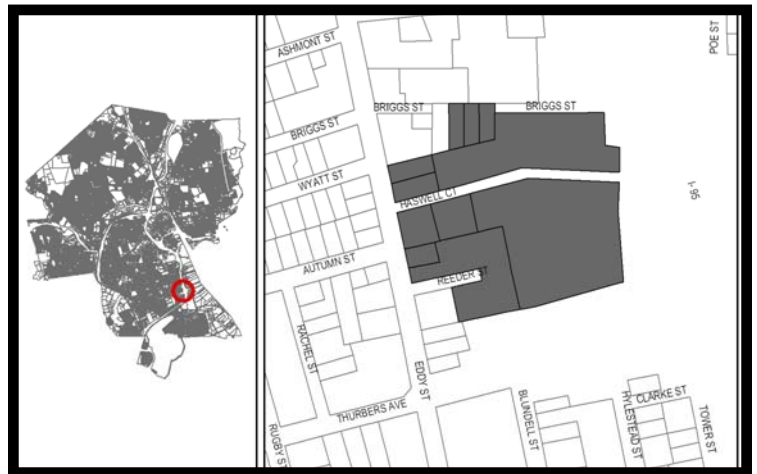 ASHMONT ST
POE ST
BRIGGS ST
BRIGGS ST
BRIGGS ST
WYATT ST
HASWELL CT
I-95
AUTUMN ST
REEDER ST
RACHEL ST
EDDY ST
THURBERS AVE
BLUNDELL ST
HYLESTEAD ST
CLARKE ST
TOWER ST
RUGBY ST